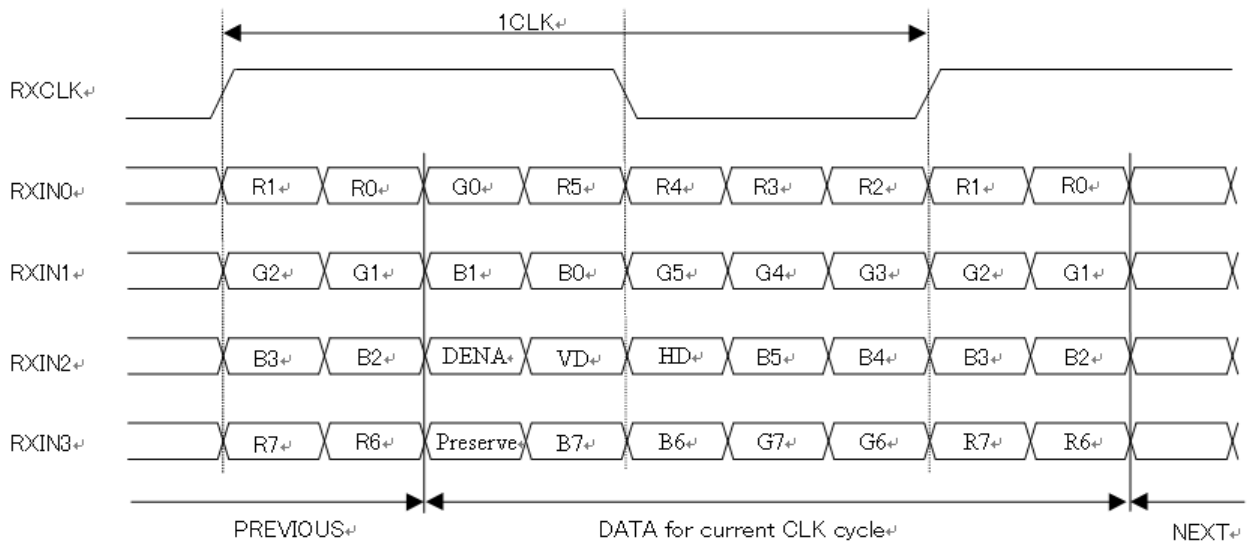 1CLK↵
RXCLK↵
RXIN0↵ R1↵ R0↵ G0↵ R5↵ R4↵ R3↵ R2↵ R1↵ R0↵
RXIN1↵ G2↵ G1↵ B1↵ B0↵ G5↵ G4↵ G3↵ G2↵ G1↵
RXIN2↵ B3↵ B2↵ DENA↵ VD↵ HD↵ B5↵ B4↵ B3↵ B2↵
RXIN3↵ R7↵ R6↵ Preserve↵ B7↵ B6↵ G7↵ G6↵ R7↵ R6↵
PREVIOUS↵ DATA for current CLK cycle↵ NEXT↵